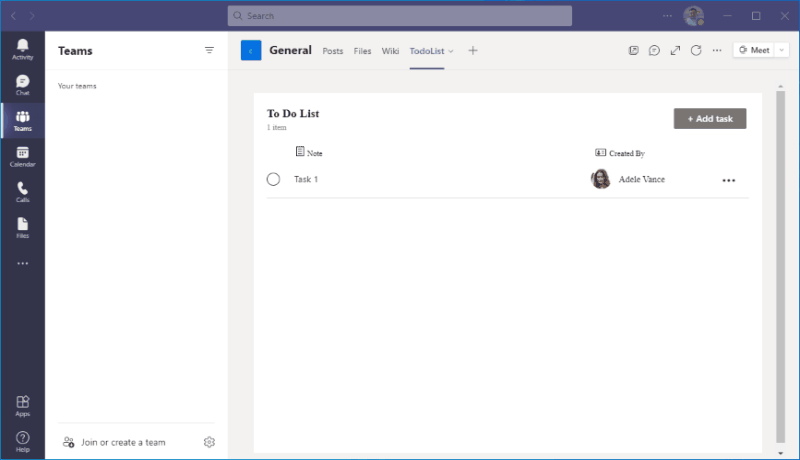 Search
Activity
Chat
Teams
Calendar
Calls
Files
Apps
Help
Teams
Your teams
Join or create a team
General Posts Files Wiki TodoList
Meet
To Do List
1 item
+ Add task
Note Created By
Task 1 Adele Vance